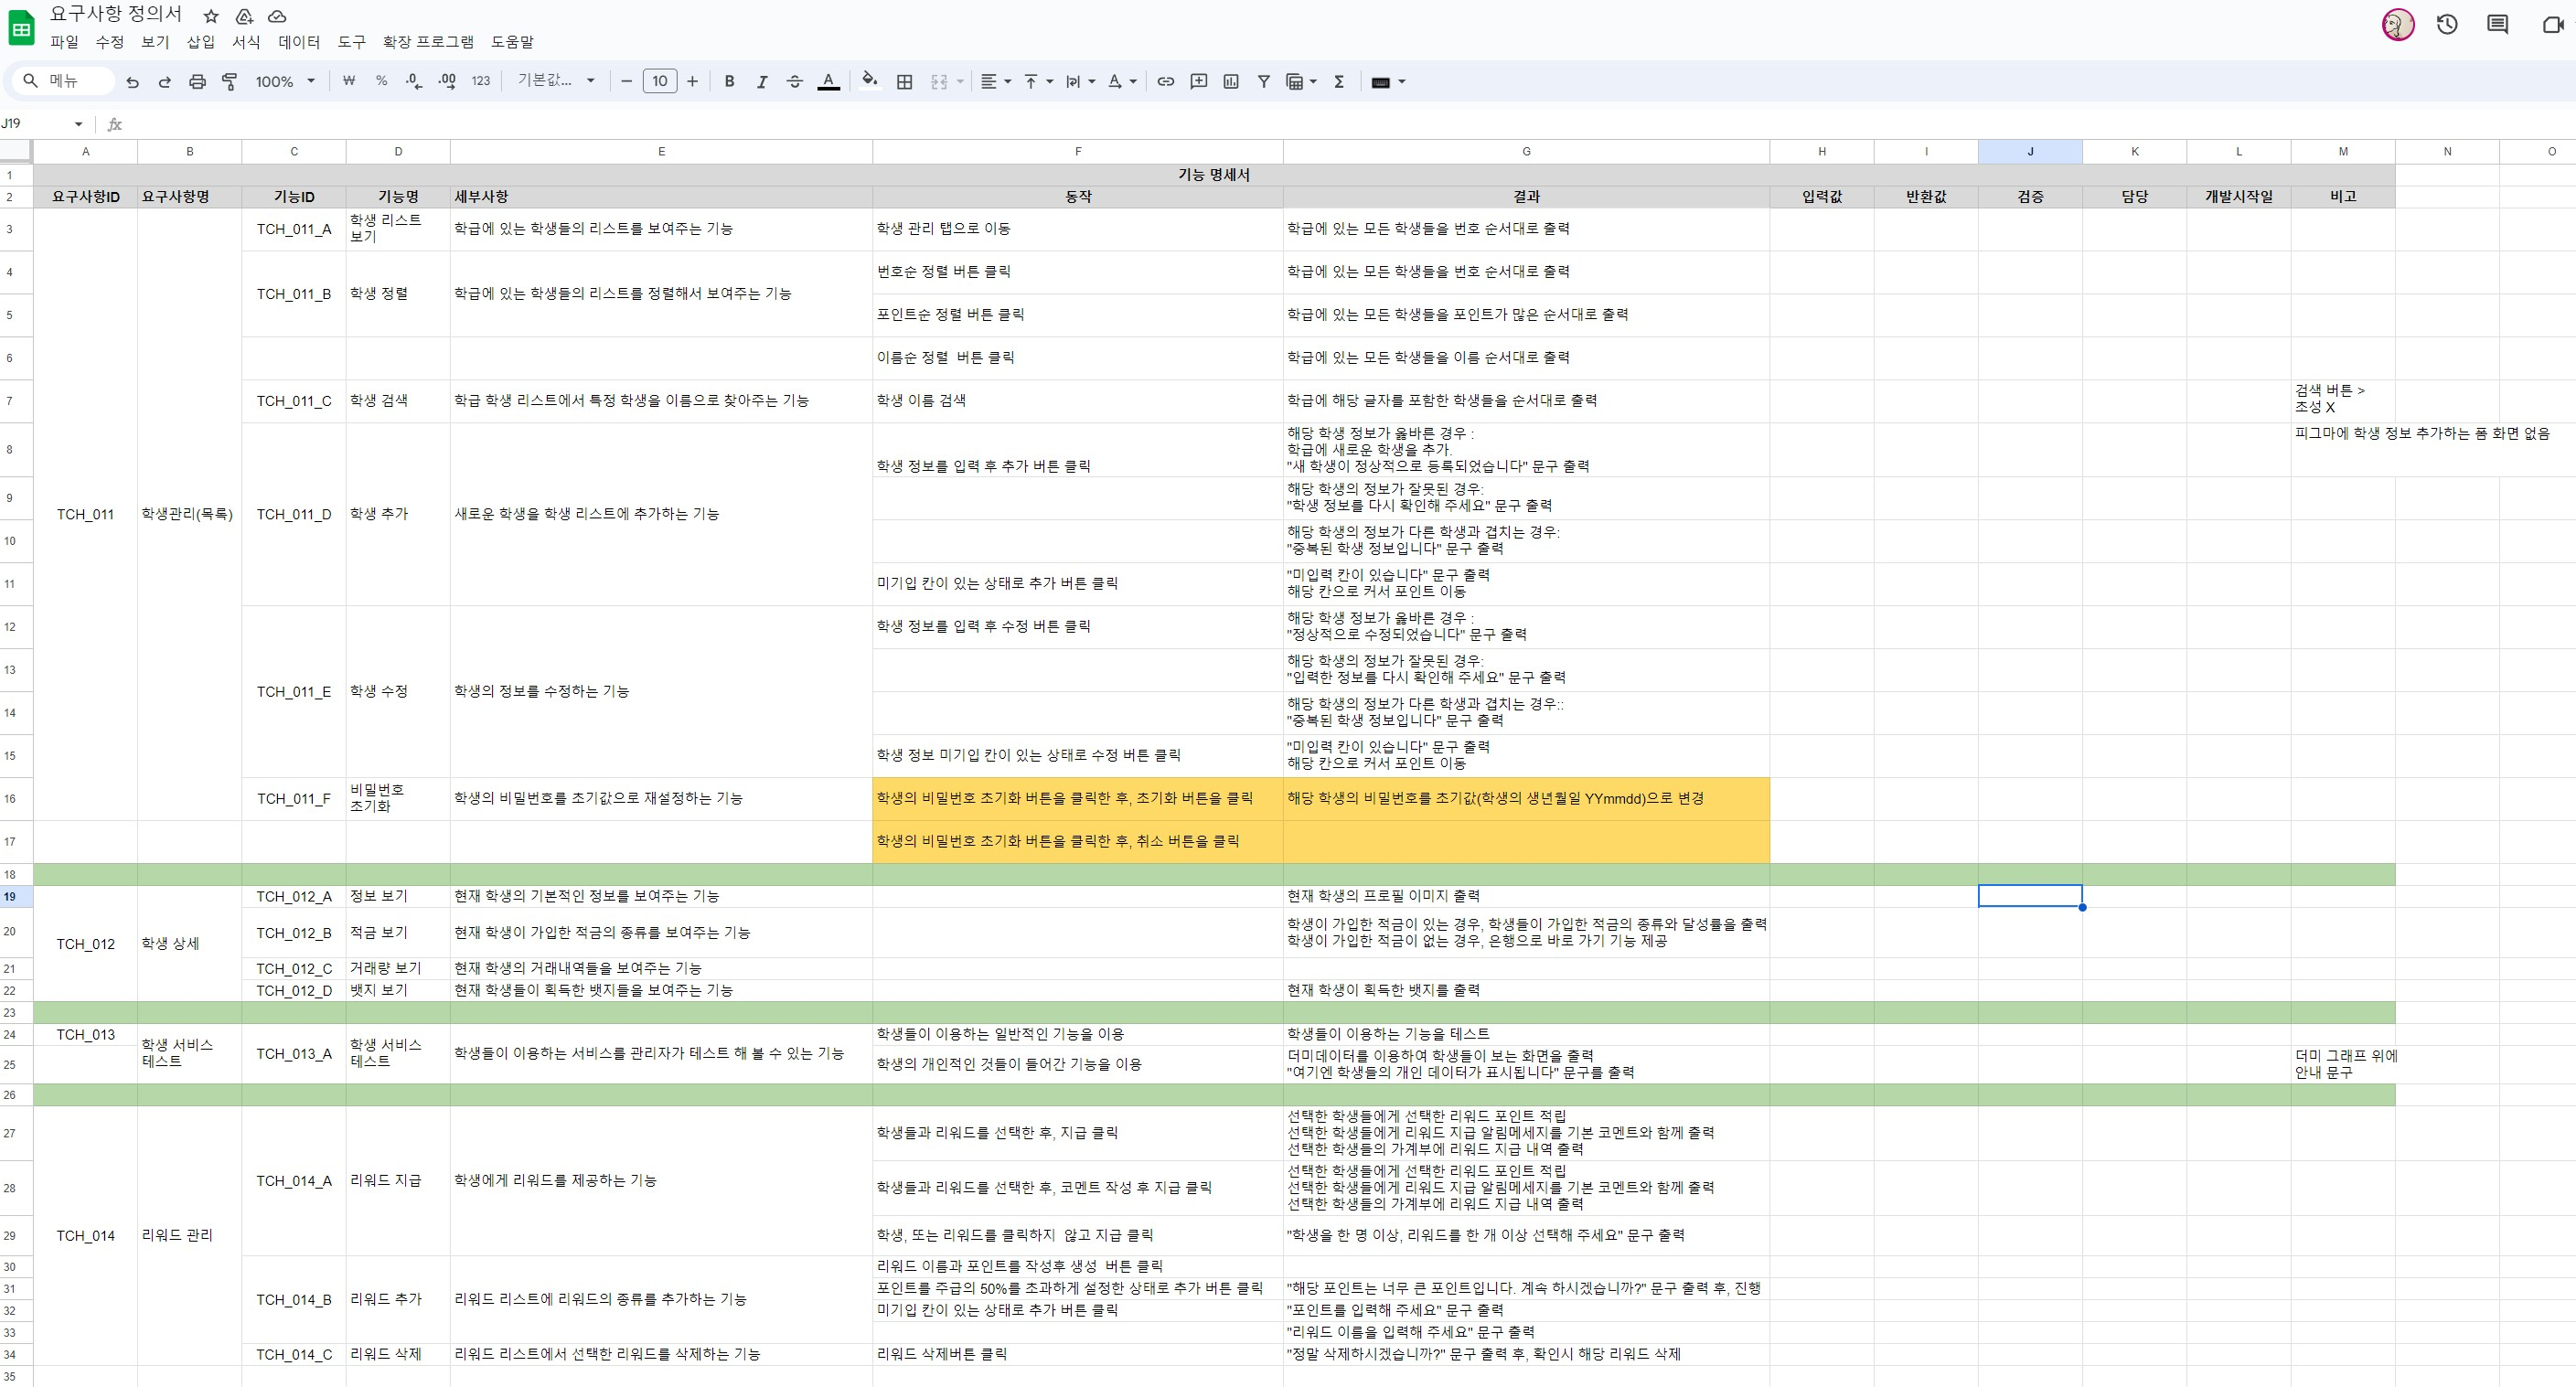 요구사항 정의서
파일 수정 보기 삽입 서식 데이터 도구 확장 프로그램 도움말
메뉴 100% ₩ % .0 .00 123 기본값... 10 B I A A Σ
J19 fx
A B C D E F G H I J K L M N O
1 기능 명세서
2 요구사항ID 요구사항명 기능ID 기능명 세부사항 동작 결과 입력값 반환값 검증 담당 개발시작일 비고
3 TCH_011_A 학생 리스트
보기 학급에 있는 학생들의 리스트를 보여주는 기능 학생 관리 탭으로 이동 학급에 있는 모든 학생들을 번호 순서대로 출력
4 번호순 정렬 버튼 클릭 학급에 있는 모든 학생들을 번호 순서대로 출력
TCH_011_B 학생 정렬 학급에 있는 학생들의 리스트를 정렬해서 보여주는 기능
5 포인트순 정렬 버튼 클릭 학급에 있는 모든 학생들을 포인트가 많은 순서대로 출력
6 이름순 정렬  버튼 클릭 학급에 있는 모든 학생들을 이름 순서대로 출력
7 TCH_011_C 학생 검색 학급 학생 리스트에서 특정 학생을 이름으로 찾아주는 기능 학생 이름 검색 학급에 해당 글자를 포함한 학생들을 순서대로 출력 검색 버튼 >
초성 X
8 학생 정보를 입력 후 추가 버튼 클릭 해당 학생 정보가 옳바른 경우 :
학급에 새로운 학생을 추가.
"새 학생이 정상적으로 등록되었습니다" 문구 출력 피그마에 학생 정보 추가하는 폼 화면 없음
9 해당 학생의 정보가 잘못된 경우:
"학생 정보를 다시 확인해 주세요" 문구 출력
TCH_011 학생관리(목록) TCH_011_D 학생 추가 새로운 학생을 학생 리스트에 추가하는 기능
10 해당 학생의 정보가 다른 학생과 겹치는 경우:
"중복된 학생 정보입니다" 문구 출력
11 미기입 칸이 있는 상태로 추가 버튼 클릭 "미입력 칸이 있습니다" 문구 출력
해당 칸으로 커서 포인트 이동
12 학생 정보를 입력 후 수정 버튼 클릭 해당 학생 정보가 옳바른 경우 :
"정상적으로 수정되었습니다" 문구 출력
13 해당 학생의 정보가 잘못된 경우:
"입력한 정보를 다시 확인해 주세요" 문구 출력
TCH_011_E 학생 수정 학생의 정보를 수정하는 기능
14 해당 학생의 정보가 다른 학생과 겹치는 경우::
"중복된 학생 정보입니다" 문구 출력
15 학생 정보 미기입 칸이 있는 상태로 수정 버튼 클릭 "미입력 칸이 있습니다" 문구 출력
해당 칸으로 커서 포인트 이동
16 TCH_011_F 비밀번호
초기화 학생의 비밀번호를 초기값으로 재설정하는 기능 학생의 비밀번호 초기화 버튼을 클릭한 후, 초기화 버튼을 클릭 해당 학생의 비밀번호를 초기값(학생의 생년월일 YYmmdd)으로 변경
17 학생의 비밀번호 초기화 버튼을 클릭한 후, 취소 버튼을 클릭
18
19 TCH_012_A 정보 보기 현재 학생의 기본적인 정보를 보여주는 기능 현재 학생의 프로필 이미지 출력
20 TCH_012_B 적금 보기 현재 학생이 가입한 적금의 종류를 보여주는 기능 학생이 가입한 적금이 있는 경우, 학생들이 가입한 적금의 종류와 달성률을 출력
학생이 가입한 적금이 없는 경우, 은행으로 바로 가기 기능 제공
TCH_012 학생 상세
21 TCH_012_C 거래량 보기 현재 학생의 거래내역들을 보여주는 기능
22 TCH_012_D 뱃지 보기 현재 학생들이 획득한 뱃지들을 보여주는 기능 현재 학생이 획득한 뱃지를 출력
23
24 TCH_013 학생들이 이용하는 일반적인 기능을 이용 학생들이 이용하는 기능을 테스트
학생 서비스
테스트 TCH_013_A 학생 서비스
테스트 학생들이 이용하는 서비스를 관리자가 테스트 해 볼 수 있는 기능
25 학생의 개인적인 것들이 들어간 기능을 이용 더미데이터를 이용하여 학생들이 보는 화면을 출력
"여기엔 학생들의 개인 데이터가 표시됩니다" 문구를 출력 더미 그래프 위에
안내 문구
26
27 학생들과 리워드를 선택한 후, 지급 클릭 선택한 학생들에게 선택한 리워드 포인트 적립
선택한 학생들에게 리워드 지급 알림메세지를 기본 코멘트와 함께 출력
선택한 학생들의 가계부에 리워드 지급 내역 출력
TCH_014_A 리워드 지급 학생에게 리워드를 제공하는 기능
28 학생들과 리워드를 선택한 후, 코멘트 작성 후 지급 클릭 선택한 학생들에게 선택한 리워드 포인트 적립
선택한 학생들에게 리워드 지급 알림메세지를 기본 코멘트와 함께 출력
선택한 학생들의 가계부에 리워드 지급 내역 출력
29 TCH_014 리워드 관리 학생, 또는 리워드를 클릭하지  않고 지급 클릭 "학생을 한 명 이상, 리워드를 한 개 이상 선택해 주세요" 문구 출력
30 리워드 이름과 포인트를 작성후 생성  버튼 클릭
31 포인트를 주급의 50%를 초과하게 설정한 상태로 추가 버튼 클릭 "해당 포인트는 너무 큰 포인트입니다. 계속 하시겠습니까?" 문구 출력 후, 진행
TCH_014_B 리워드 추가 리워드 리스트에 리워드의 종류를 추가하는 기능
32 미기입 칸이 있는 상태로 추가 버튼 클릭 "포인트를 입력해 주세요" 문구 출력
33 "리워드 이름을 입력해 주세요" 문구 출력
34 TCH_014_C 리워드 삭제 리워드 리스트에서 선택한 리워드를 삭제하는 기능 리워드 삭제버튼 클릭 "정말 삭제하시겠습니까?" 문구 출력 후, 확인시 해당 리워드 삭제
35